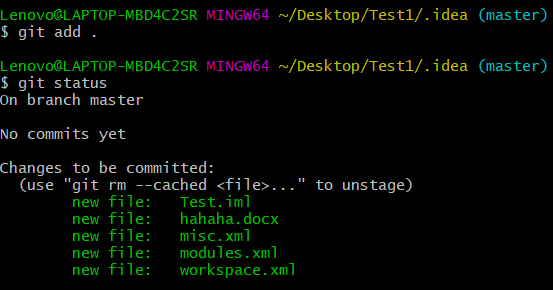 Lenovo@LAPTOP-MBD4C2SR MINGW64 ~/Desktop/Test1/.idea (master)
$ git add .
Lenovo@LAPTOP-MBD4C2SR MINGW64 ~/Desktop/Test1/.idea (master)
$ git status
On branch master
No commits yet
Changes to be committed:
  (use "git rm --cached <file>..." to unstage)
        new file:   Test.iml
        new file:   hahaha.docx
        new file:   misc.xml
        new file:   modules.xml
        new file:   workspace.xml